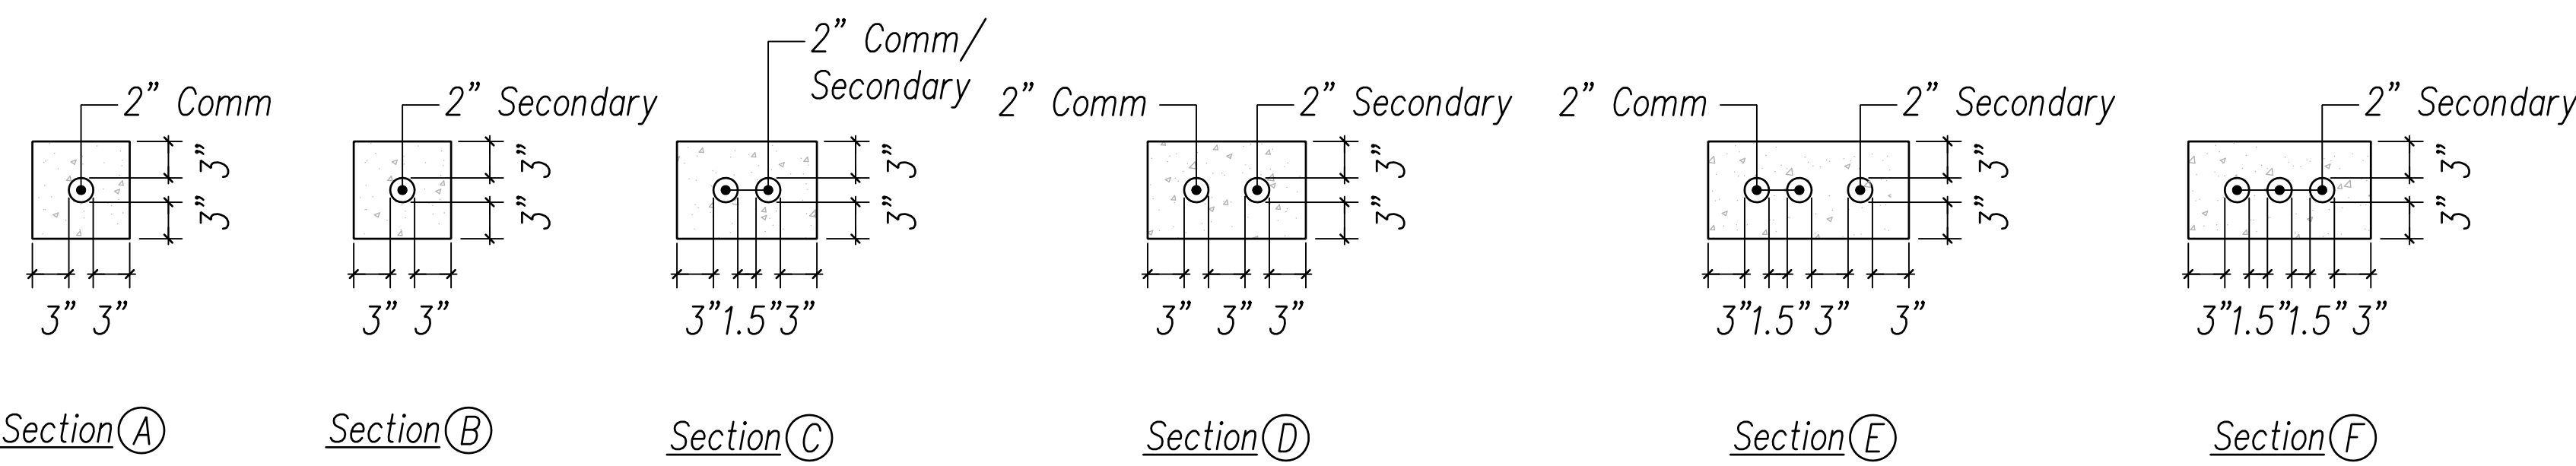 2” Comm
3”
3”
3” 3”
Section A
2” Secondary
3”
3”
3” 3”
Section B
2” Comm/
Secondary
3”
3”
3” 1.5” 3”
Section C
2” Comm
2” Secondary
3”
3”
3” 3” 3”
Section D
2” Comm
2” Secondary
3”
3”
3” 1.5” 3” 3”
Section E
2” Secondary
3”
3”
3” 1.5” 1.5” 3”
Section F